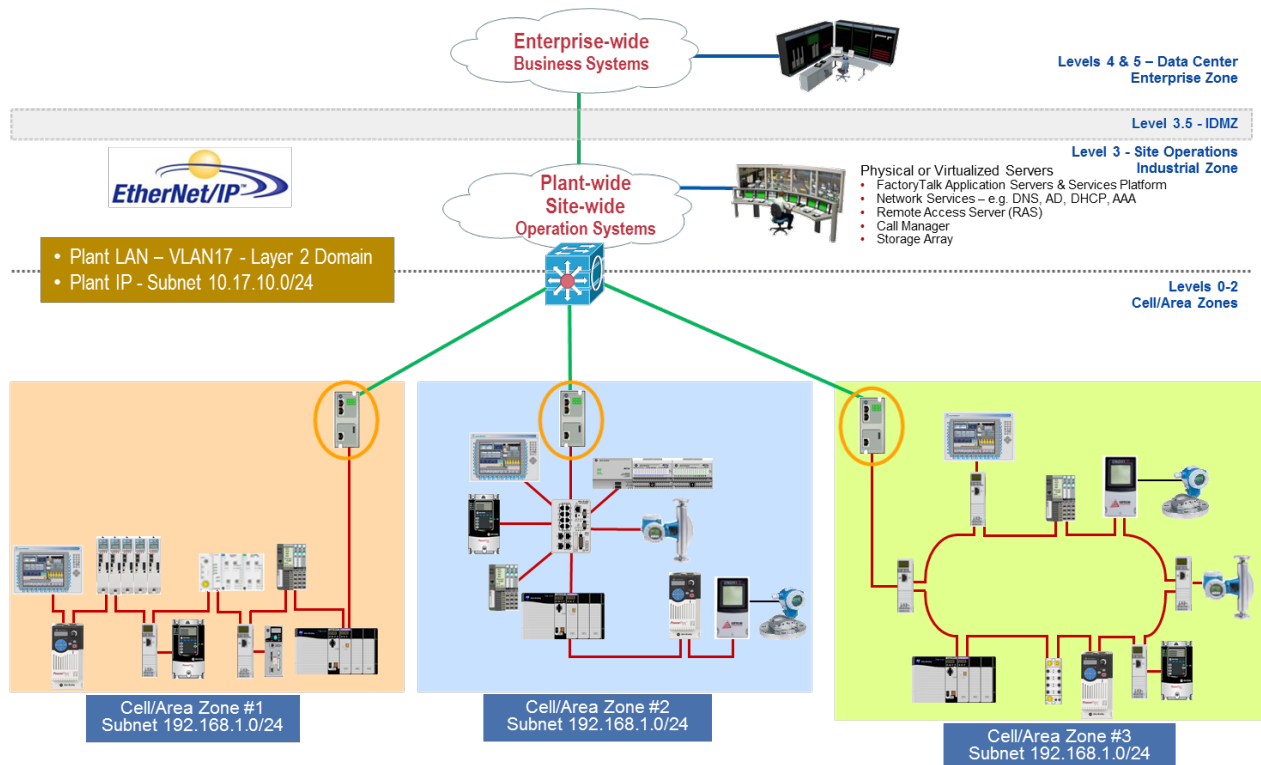 Enterprise-wide
Business Systems
Levels 4 & 5 – Data Center
Enterprise Zone
Level 3.5 - IDMZ
Level 3 - Site Operations
Industrial Zone
EtherNet/IP™
Plant-wide
Site-wide
Operation Systems
Physical or Virtualized Servers
• FactoryTalk Application Servers & Services Platform
• Network Services – e.g. DNS, AD, DHCP, AAA
• Remote Access Server (RAS)
• Call Manager
• Storage Array
• Plant LAN – VLAN17 - Layer 2 Domain
• Plant IP - Subnet 10.17.10.0/24
Levels 0-2
Cell/Area Zones
Cell/Area Zone #1
Subnet 192.168.1.0/24
Cell/Area Zone #2
Subnet 192.168.1.0/24
Cell/Area Zone #3
Subnet 192.168.1.0/24